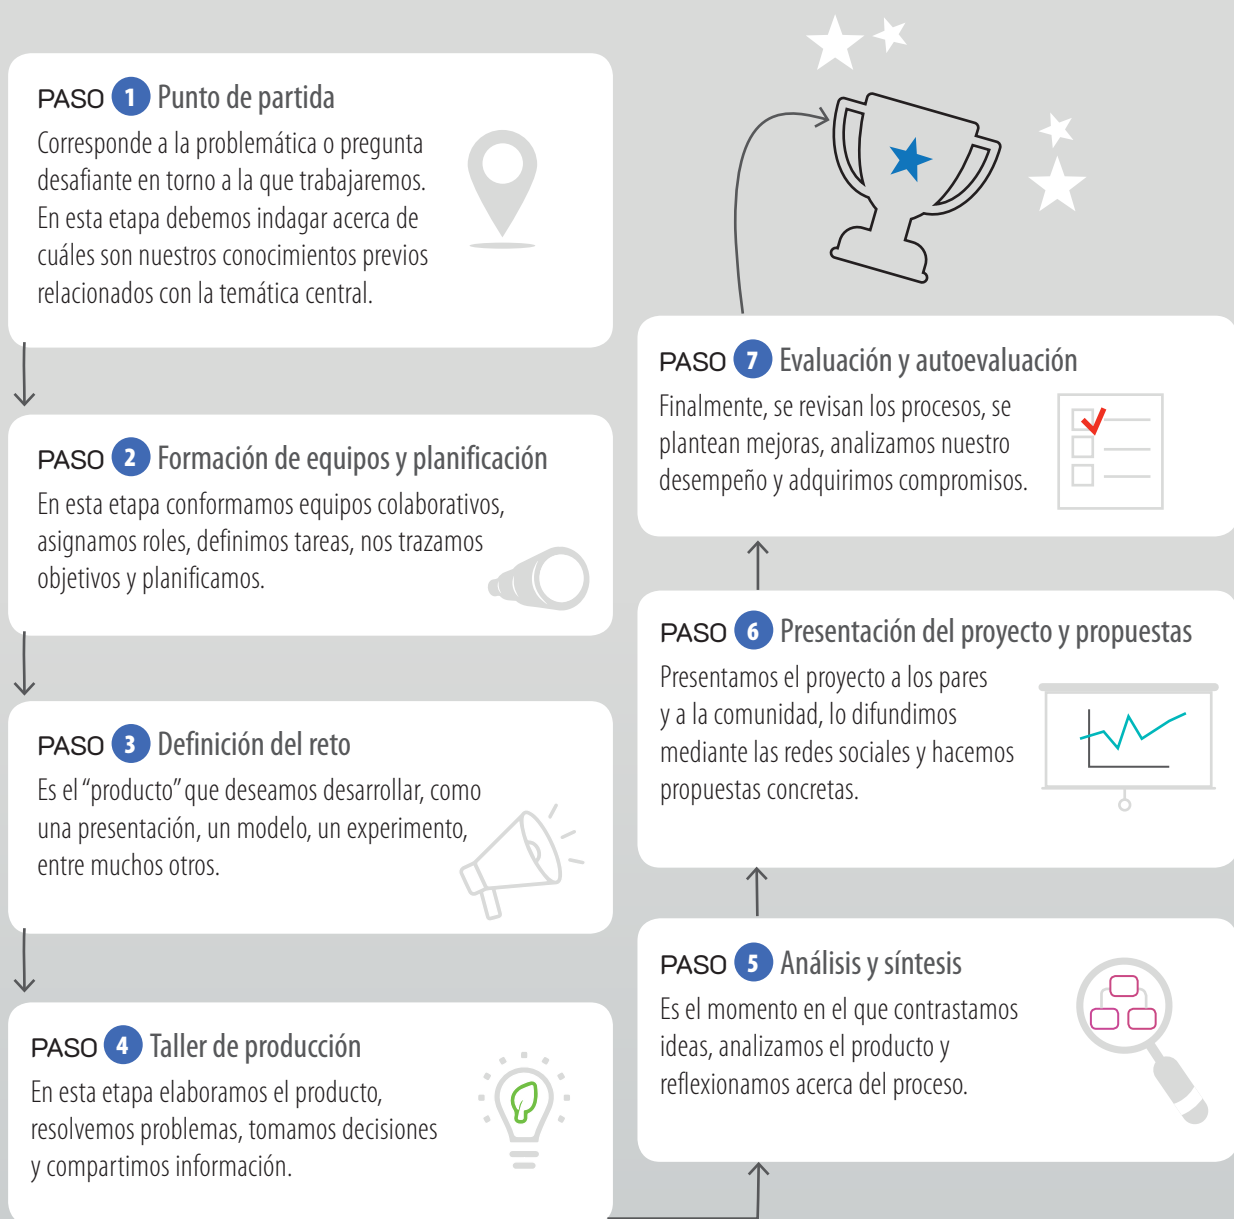 PASO 1 Punto de partida
Corresponde a la problemática o pregunta
desafiante en torno a la que trabajaremos.
En esta etapa debemos indagar acerca de
cuáles son nuestros conocimientos previos
relacionados con la temática central.
PASO 2 Formación de equipos y planificación
En esta etapa conformamos equipos colaborativos,
asignamos roles, definimos tareas, nos trazamos
objetivos y planificamos.
PASO 3 Definición del reto
Es el “producto” que deseamos desarrollar, como
una presentación, un modelo, un experimento,
entre muchos otros.
PASO 4 Taller de producción
En esta etapa elaboramos el producto,
resolvemos problemas, tomamos decisiones
y compartimos información.
PASO 5 Análisis y síntesis
Es el momento en el que contrastamos
ideas, analizamos el producto y
reflexionamos acerca del proceso.
PASO 6 Presentación del proyecto y propuestas
Presentamos el proyecto a los pares
y a la comunidad, lo difundimos
mediante las redes sociales y hacemos
propuestas concretas.
PASO 7 Evaluación y autoevaluación
Finalmente, se revisan los procesos, se
plantean mejoras, analizamos nuestro
desempeño y adquirimos compromisos.